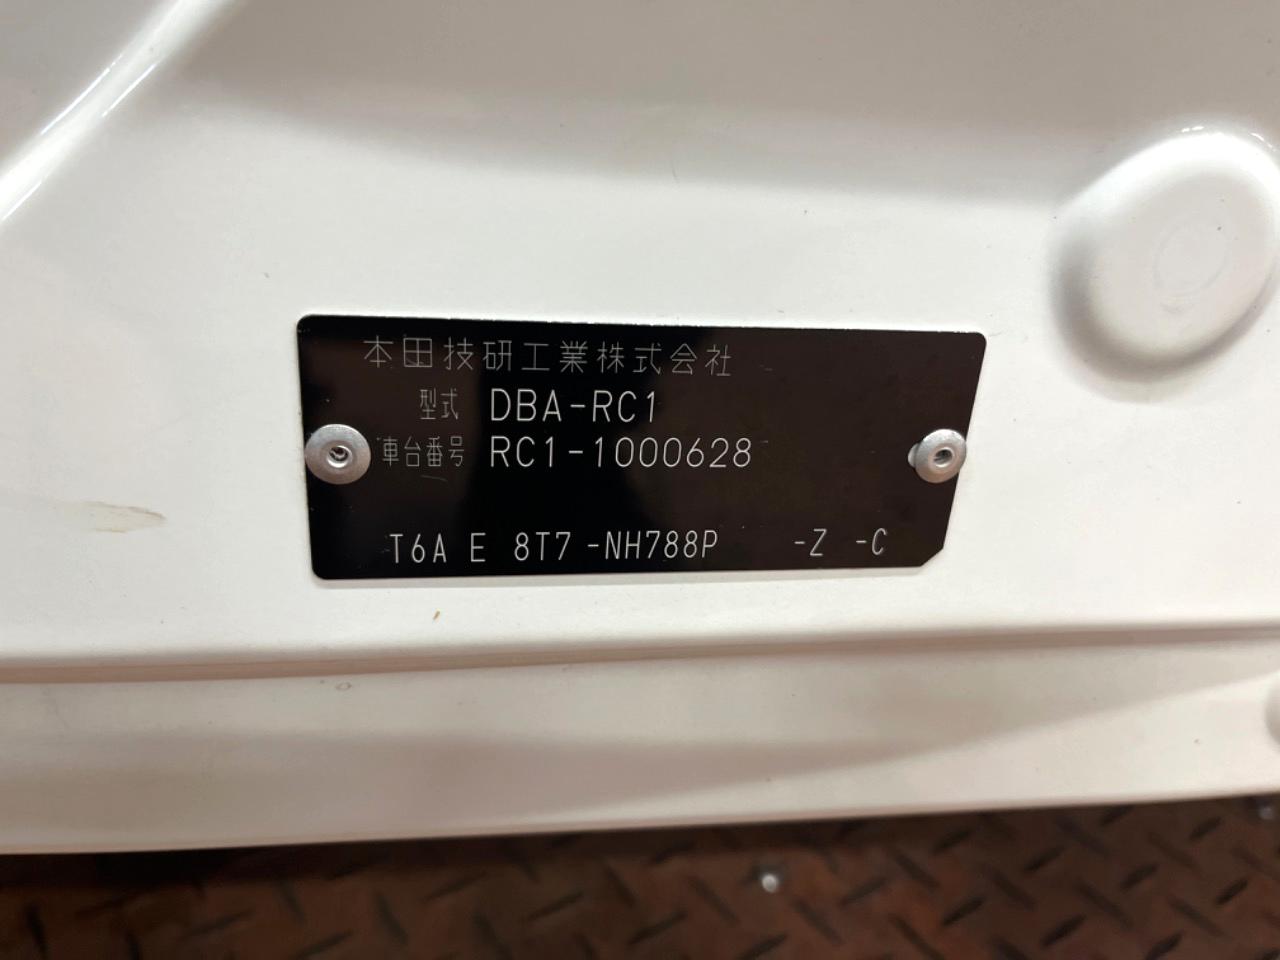 本田技研工業株式会社
型式 DBA-RC1
車台番号 RC1-1000628
T6A E 8T7 -NH788P -Z -C